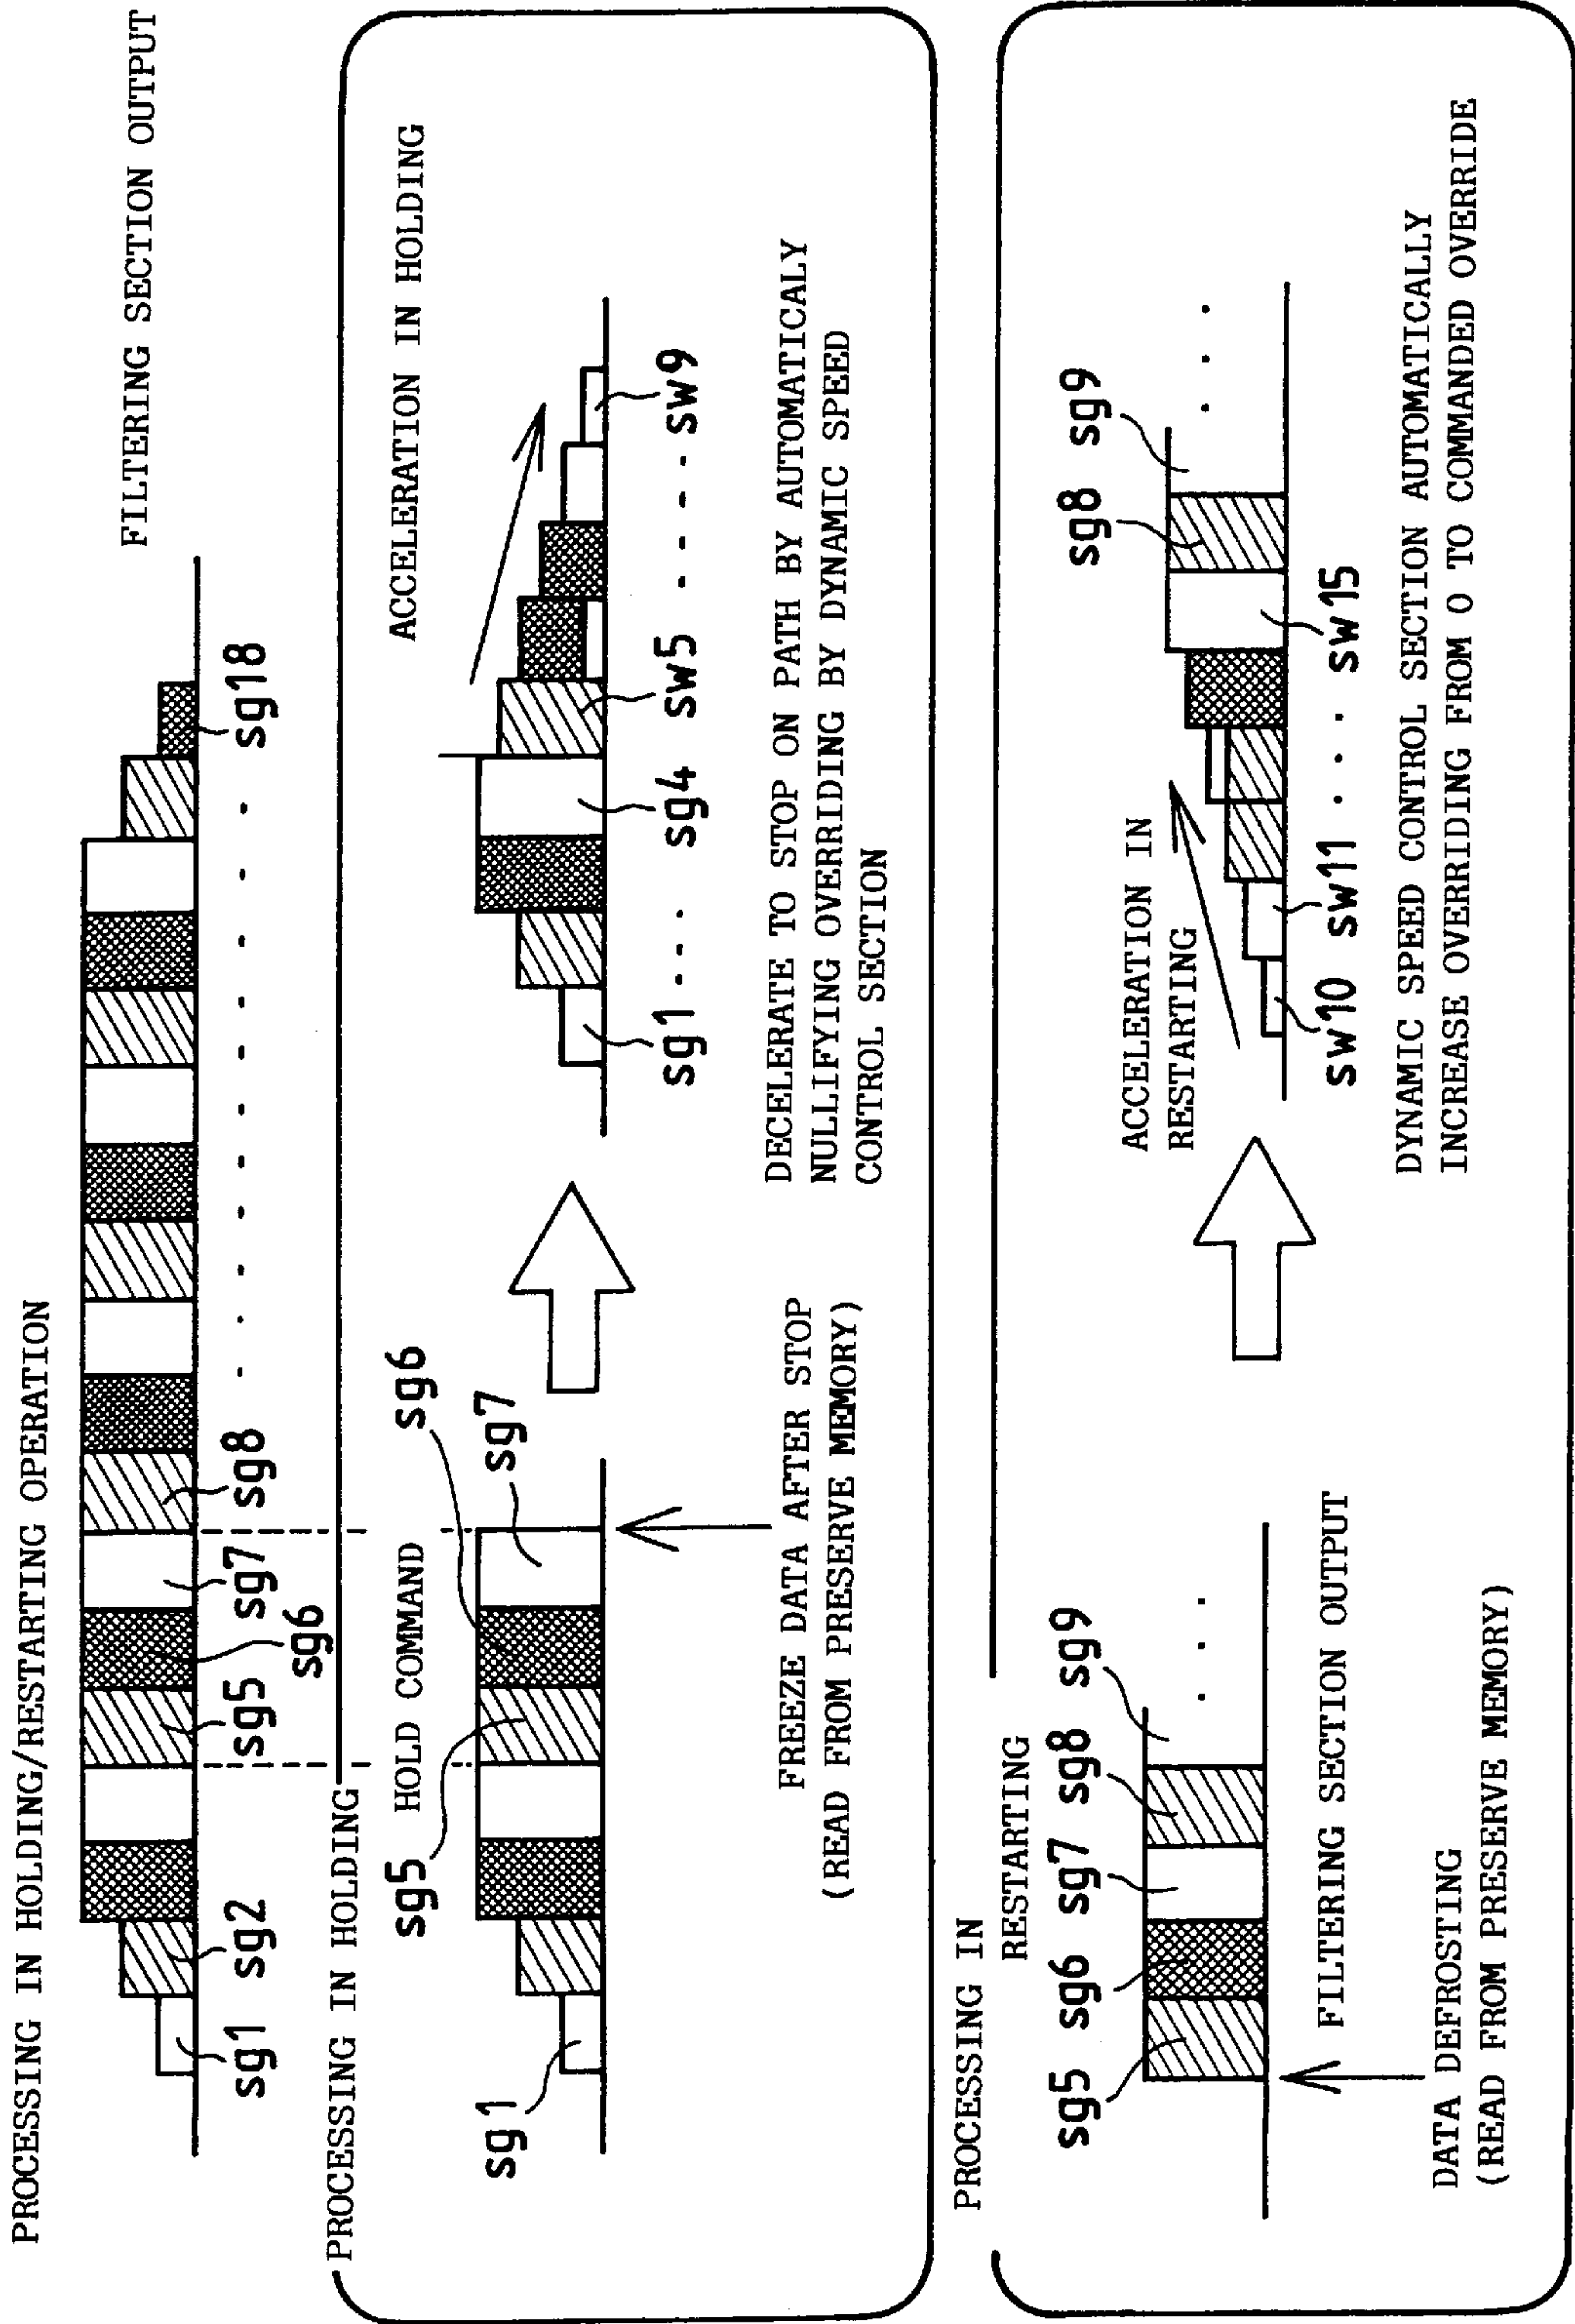 PROCESSING IN HOLDING/RESTARTING OPERATION
FILTERING SECTION OUTPUT
sg1 sg2 sg5 sg7 sg8 · · · · · · · · sg18
sg6
PROCESSING IN HOLDING
sg5 HOLD COMMAND sg6
sg1
sg7
FREEZE DATA AFTER STOP
(READ FROM PRESERVE MEMORY)
ACCELERATION IN HOLDING
sg1 · · · sg4 sw5 · · · · sw9
DECELERATE TO STOP ON PATH BY AUTOMATICALY
NULLIFYING OVERRIDING BY DYNAMIC SPEED
CONTROL SECTION
PROCESSING IN
RESTARTING
sg5 sg6 sg7 sg8 sg9
· · ·
FILTERING SECTION OUTPUT
DATA DEFROSTING
(READ FROM PRESERVE MEMORY)
sg8 sg9
· · ·
ACCELERATION IN
RESTARTING
sw10 sw11 · · · sw15
DYNAMIC SPEED CONTROL SECTION AUTOMATICALLY
INCREASE OVERRIDING FROM 0 TO COMMANDED OVERRIDE